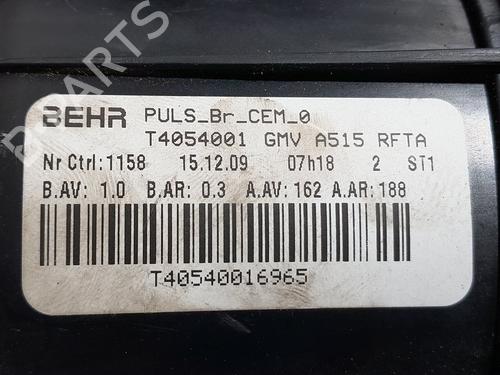 BPARTS
BEHR PULS_Br_CEM_0
T4054001 GMV A515 RFTA
Nr Ctrl:1158 15.12.09 07h18 2 ST1
B.AV: 1.0 B.AR: 0.3 A.AV: 162 A.AR: 188
T40540016965